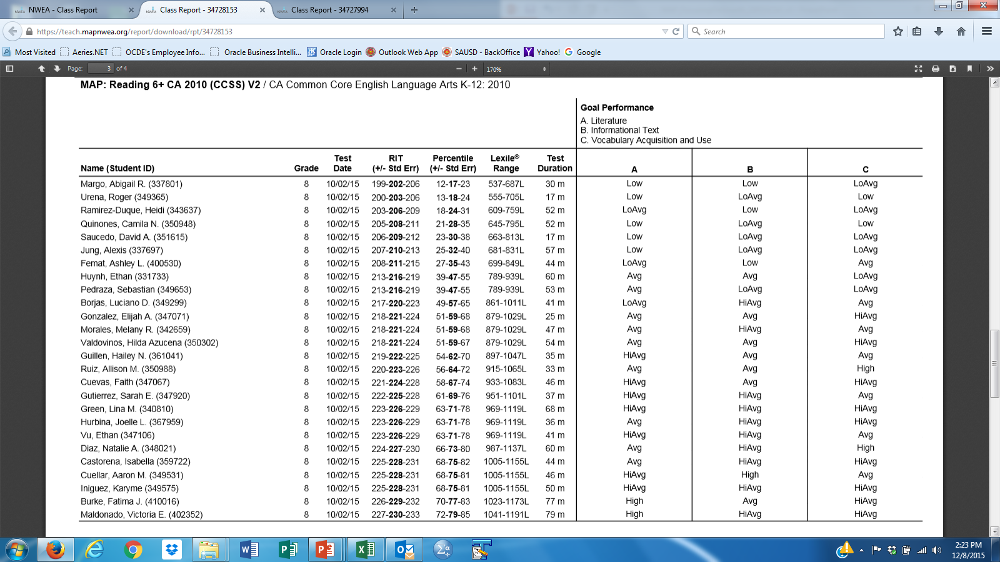 NWEA - Class Report
Class Report - 34728153
Class Report - 34727994
https://teach.mapnwea.org/report/download/rpt/34728153
Search
Most Visited Aeries.NET OCDE's Employee Info... Oracle Business Intelli... Oracle Login Outlook Web App SAUSD - BackOffice Yahoo! Google
Page: 3 of 4 170%
MAP: Reading 6+ CA 2010 (CCSS) V2 / CA Common Core English Language Arts K-12: 2010
Goal Performance
A. Literature
B. Informational Text
C. Vocabulary Acquisition and Use
Test RIT Percentile Lexile® Test
Name (Student ID) Grade Date (+/- Std Err) (+/- Std Err) Range Duration A B C
Margo, Abigail R. (337801) 8 10/02/15 199-202-206 12-17-23 537-687L 30 m Low Low LoAvg
Urena, Roger (349365) 8 10/02/15 200-203-206 13-18-24 555-705L 17 m Low LoAvg Low
Ramirez-Duque, Heidi (343637) 8 10/02/15 203-206-209 18-24-31 609-759L 52 m LoAvg Low LoAvg
Quinones, Camila N. (350948) 8 10/02/15 205-208-211 21-28-35 645-795L 52 m Low LoAvg Low
Saucedo, David A. (351615) 8 10/02/15 206-209-212 23-30-38 663-813L 17 m Low LoAvg LoAvg
Jung, Alexis (337697) 8 10/02/15 207-210-213 25-32-40 681-831L 57 m Low LoAvg LoAvg
Femat, Ashley L. (400530) 8 10/02/15 208-211-215 27-35-43 699-849L 44 m LoAvg Low Avg
Huynh, Ethan (331733) 8 10/02/15 213-216-219 39-47-55 789-939L 60 m Avg Avg LoAvg
Pedraza, Sebastian (349653) 8 10/02/15 213-216-219 39-47-55 789-939L 53 m Avg LoAvg LoAvg
Borjas, Luciano D. (349299) 8 10/02/15 217-220-223 49-57-65 861-1011L 41 m LoAvg HiAvg Avg
Gonzalez, Elijah A. (347071) 8 10/02/15 218-221-224 51-59-68 879-1029L 25 m Avg Avg HiAvg
Morales, Melany R. (342659) 8 10/02/15 218-221-224 51-59-68 879-1029L 47 m Avg HiAvg Avg
Valdovinos, Hilda Azucena (350302) 8 10/02/15 218-221-224 51-59-67 879-1029L 54 m Avg Avg HiAvg
Guillen, Hailey N. (361041) 8 10/02/15 219-222-225 54-62-70 897-1047L 35 m HiAvg Avg Avg
Ruiz, Allison M. (350988) 8 10/02/15 220-223-226 56-64-72 915-1065L 33 m Avg Avg High
Cuevas, Faith (347067) 8 10/02/15 221-224-228 58-67-74 933-1083L 46 m HiAvg Avg HiAvg
Gutierrez, Sarah E. (347920) 8 10/02/15 222-225-228 61-69-76 951-1101L 37 m HiAvg HiAvg Avg
Green, Lina M. (340810) 8 10/02/15 223-226-229 63-71-78 969-1119L 68 m HiAvg HiAvg HiAvg
Hurbina, Joelle L. (367959) 8 10/02/15 223-226-229 63-71-78 969-1119L 36 m Avg HiAvg HiAvg
Vu, Ethan (347106) 8 10/02/15 223-226-229 63-71-78 969-1119L 41 m HiAvg HiAvg Avg
Diaz, Natalie A. (348021) 8 10/02/15 224-227-230 66-73-80 987-1137L 60 m Avg HiAvg High
Castorena, Isabella (359722) 8 10/02/15 225-228-231 68-75-82 1005-1155L 44 m Avg HiAvg HiAvg
Cuellar, Aaron M. (349531) 8 10/02/15 225-228-231 68-75-81 1005-1155L 46 m HiAvg High Avg
Iniguez, Karyme (349575) 8 10/02/15 225-228-231 68-75-81 1005-1155L 50 m HiAvg HiAvg HiAvg
Burke, Fatima J. (410016) 8 10/02/15 226-229-232 70-77-83 1023-1173L 77 m High Avg HiAvg
Maldonado, Victoria E. (402352) 8 10/02/15 227-230-233 72-79-85 1041-1191L 79 m High HiAvg HiAvg
2:23 PM
12/8/2015